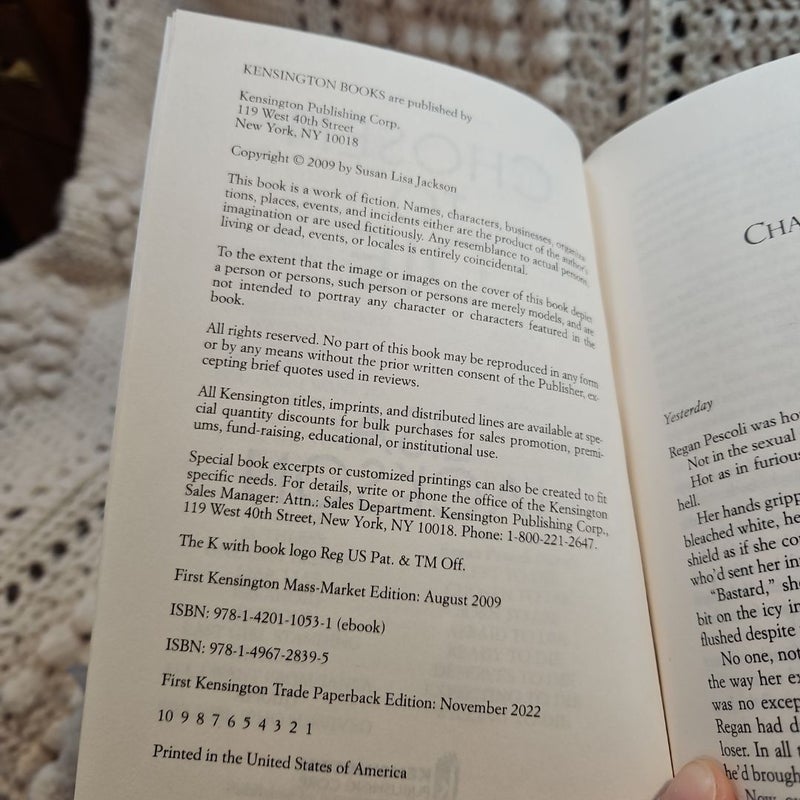 KENSINGTON BOOKS are published by
Kensington Publishing Corp.
119 West 40th Street
New York, NY 10018
Copyright © 2009 by Susan Lisa Jackson
This book is a work of fiction. Names, characters, businesses, organiza-
tions, places, events, and incidents either are the product of the author's
imagination or are used fictitiously. Any resemblance to actual persons,
living or dead, events, or locales is entirely coincidental.
To the extent that the image or images on the cover of this book depict
a person or persons, such person or persons are merely models, and are
not intended to portray any character or characters featured in the
book.
All rights reserved. No part of this book may be reproduced in any form
or by any means without the prior written consent of the Publisher, ex-
cepting brief quotes used in reviews.
All Kensington titles, imprints, and distributed lines are available at spe-
cial quantity discounts for bulk purchases for sales promotion, premi-
ums, fund-raising, educational, or institutional use.
Special book excerpts or customized printings can also be created to fit
specific needs. For details, write or phone the office of the Kensington
Sales Manager: Attn.: Sales Department. Kensington Publishing Corp.,
119 West 40th Street, New York, NY 10018. Phone: 1-800-221-2647.
The K with book logo Reg US Pat. & TM Off.
First Kensington Mass-Market Edition: August 2009
ISBN: 978-1-4201-1053-1 (ebook)
ISBN: 978-1-4967-2839-5
First Kensington Trade Paperback Edition: November 2022
10 9 8 7 6 5 4 3 2 1
Printed in the United States of America
CHA
Yesterday
Regan Pescoli was ho
Not in the sexual
Hot as in furious
hell.
Her hands gripp
bleached white, he
shield as if she co
who'd sent her in
"Bastard," sh
bit on the icy in
flushed despite
No one, not
the way her ex
was no excep
Regan had d
loser. In all
he'd brough
Now